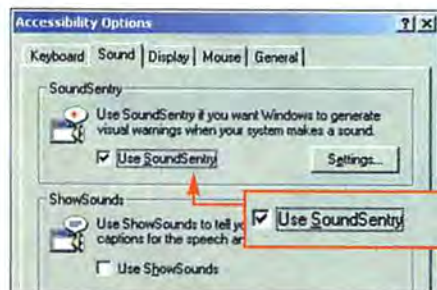 Accessibility Options
Keyboard Sound Display Mouse General
SoundSentry
Use SoundSentry if you want Windows to generate
visual warnings when your system makes a sound.
Use SoundSentry
Settings...
ShowSounds
Use ShowSounds to tell
captions for the speech
Use SoundSentry
Use ShowSounds